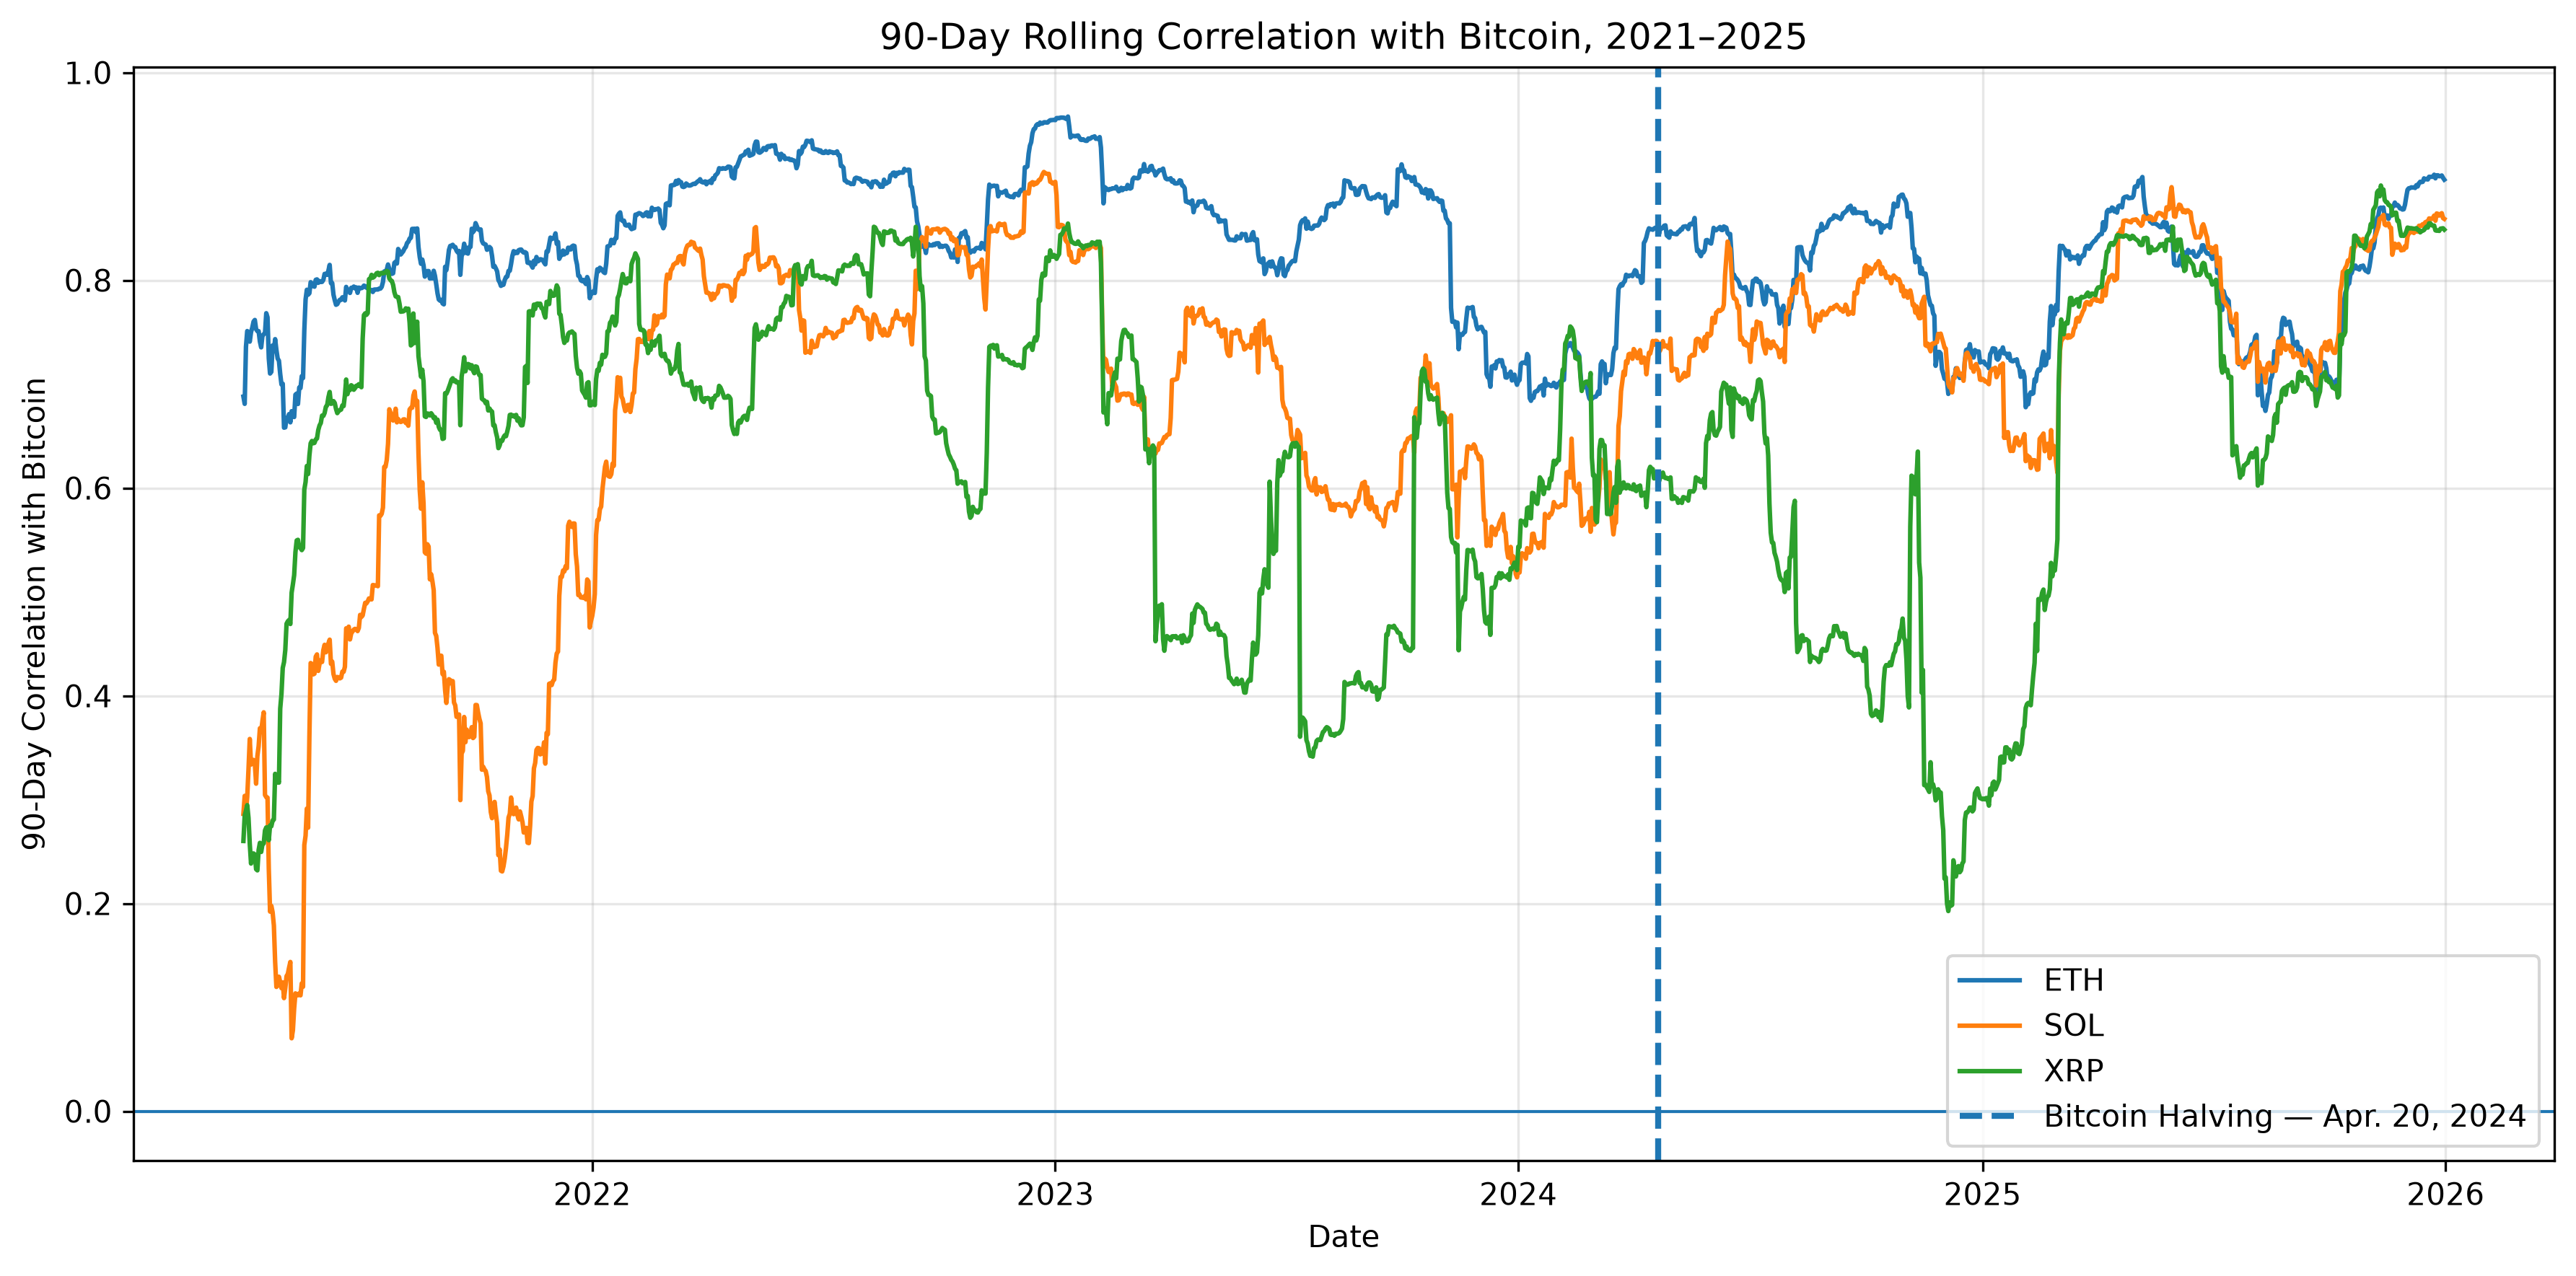 90-Day Rolling Correlation with Bitcoin, 2021–2025
90-Day Correlation with Bitcoin
1.0
0.8
0.6
0.4
0.2
0.0
2022
2023
2024
2025
2026
Date
ETH
SOL
XRP
Bitcoin Halving — Apr. 20, 2024